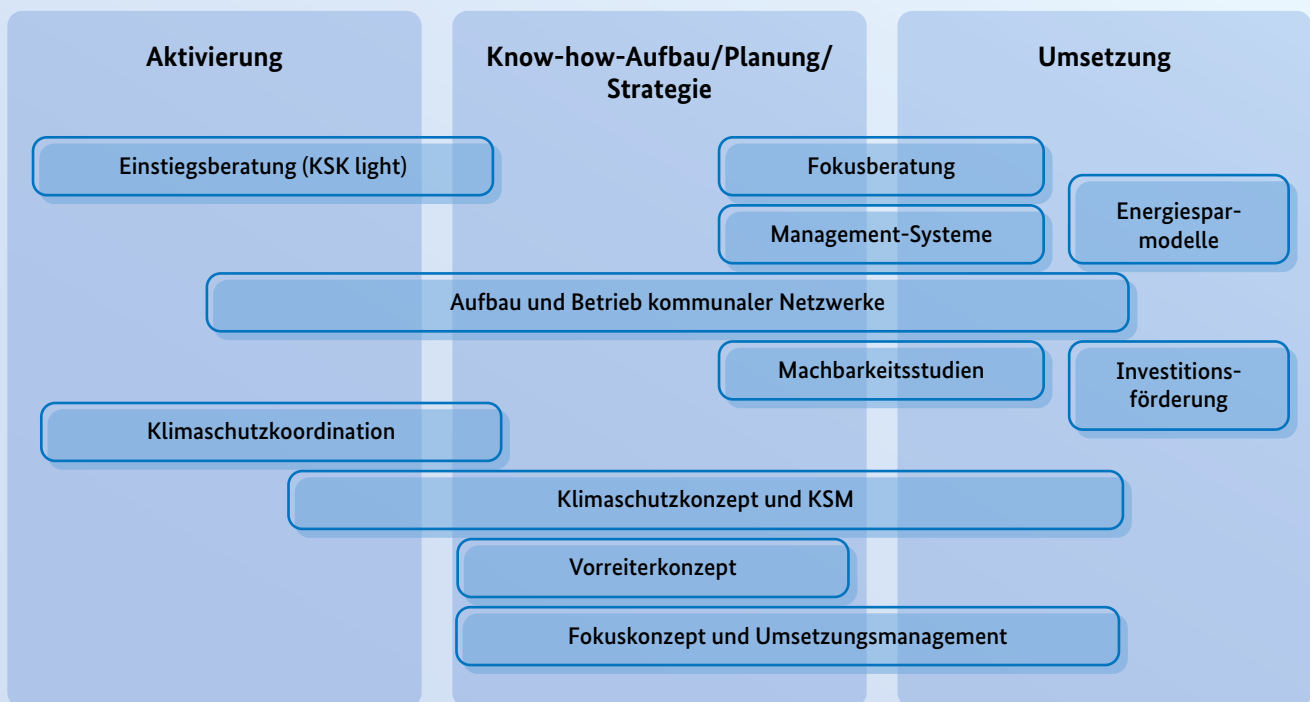 Aktivierung
Know-how-Aufbau/Planung/
Strategie
Umsetzung
Einstiegsberatung (KSK light)
Fokusberatung
Management-Systeme
Energiespar-
modelle
Aufbau und Betrieb kommunaler Netzwerke
Machbarkeitsstudien
Investitions-
förderung
Klimaschutzkoordination
Klimaschutzkonzept und KSM
Vorreiterkonzept
Fokuskonzept und Umsetzungsmanagement